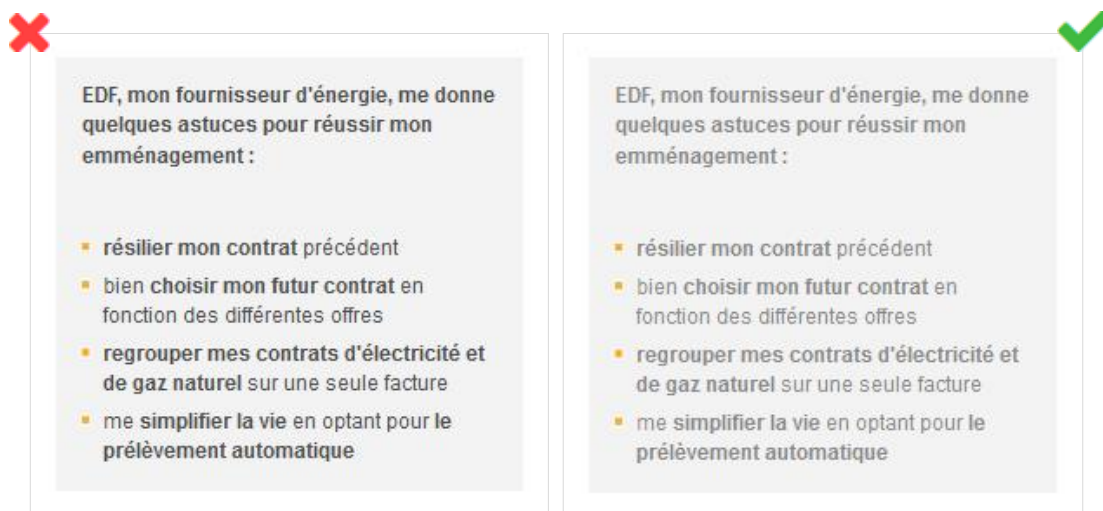 EDF, mon fournisseur d'énergie, me donne
quelques astuces pour réussir mon
emménagement :
résilier mon contrat précédent
bien choisir mon futur contrat en
fonction des différentes offres
regrouper mes contrats d'électricité et
de gaz naturel sur une seule facture
me simplifier la vie en optant pour le
prélèvement automatique
EDF, mon fournisseur d'énergie, me donne
quelques astuces pour réussir mon
emménagement :
résilier mon contrat précédent
bien choisir mon futur contrat en
fonction des différentes offres
regrouper mes contrats d'électricité et
de gaz naturel sur une seule facture
me simplifier la vie en optant pour le
prélèvement automatique